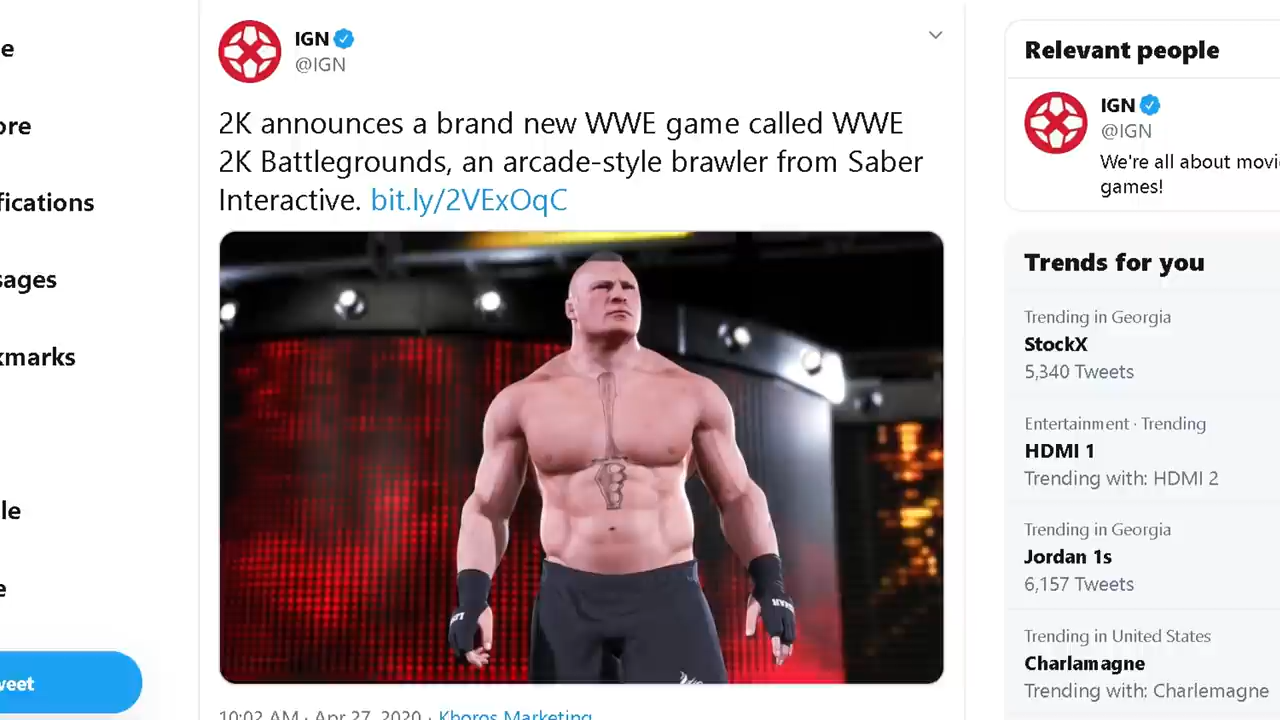 e
ore
fications
sages
kmarks
le
e
weet
IGN
@IGN
2K announces a brand new WWE game called WWE
2K Battlegrounds, an arcade-style brawler from Saber
Interactive. bit.ly/2VExOqC
10:02 AM · Apr 27, 2020 · Khoros Marketing
Relevant people
IGN
@IGN
We're all about movi
games!
Trends for you
Trending in Georgia
StockX
5,340 Tweets
Entertainment · Trending
HDMI 1
Trending with: HDMI 2
Trending in Georgia
Jordan 1s
6,157 Tweets
Trending in United States
Charlamagne
Trending with: Charlemagne